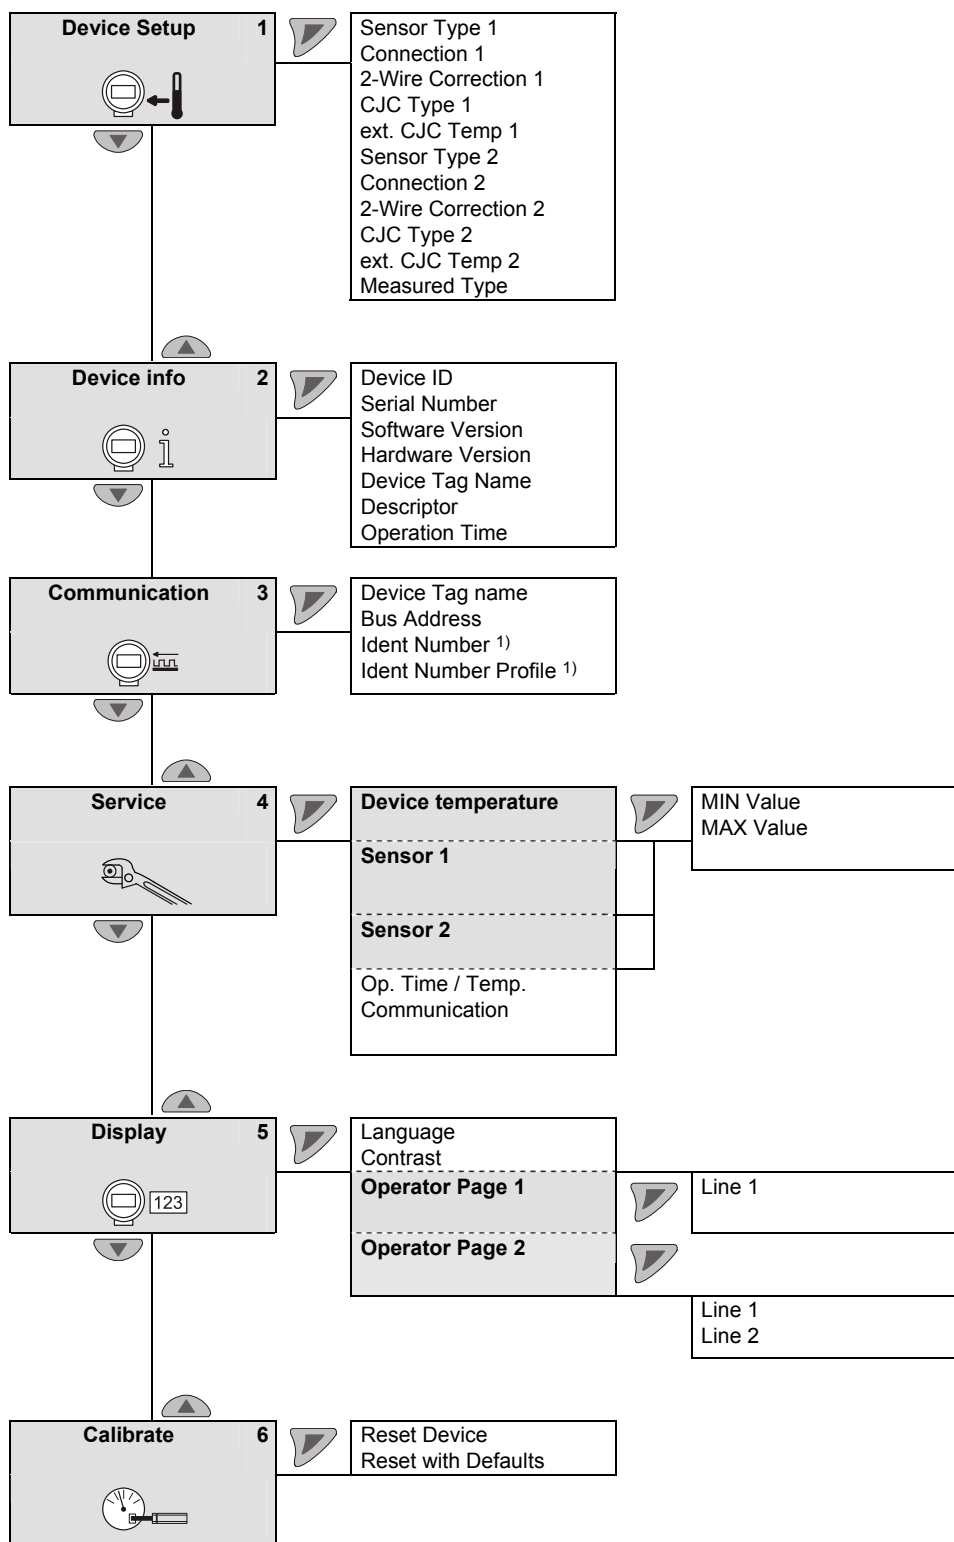 Device Setup 1
Sensor Type 1
Connection 1
2-Wire Correction 1
CJC Type 1
ext. CJC Temp 1
Sensor Type 2
Connection 2
2-Wire Correction 2
CJC Type 2
ext. CJC Temp 2
Measured Type
Device info 2
Device ID
Serial Number
Software Version
Hardware Version
Device Tag Name
Descriptor
Operation Time
Communication 3
Device Tag name
Bus Address
Ident Number 1)
Ident Number Profile 1)
Service 4
Device temperature
MIN Value
MAX Value
Sensor 1
Sensor 2
Op. Time / Temp.
Communication
Display 5
123
Language
Contrast
Operator Page 1
Line 1
Operator Page 2
Line 1
Line 2
Calibrate 6
Reset Device
Reset with Defaults